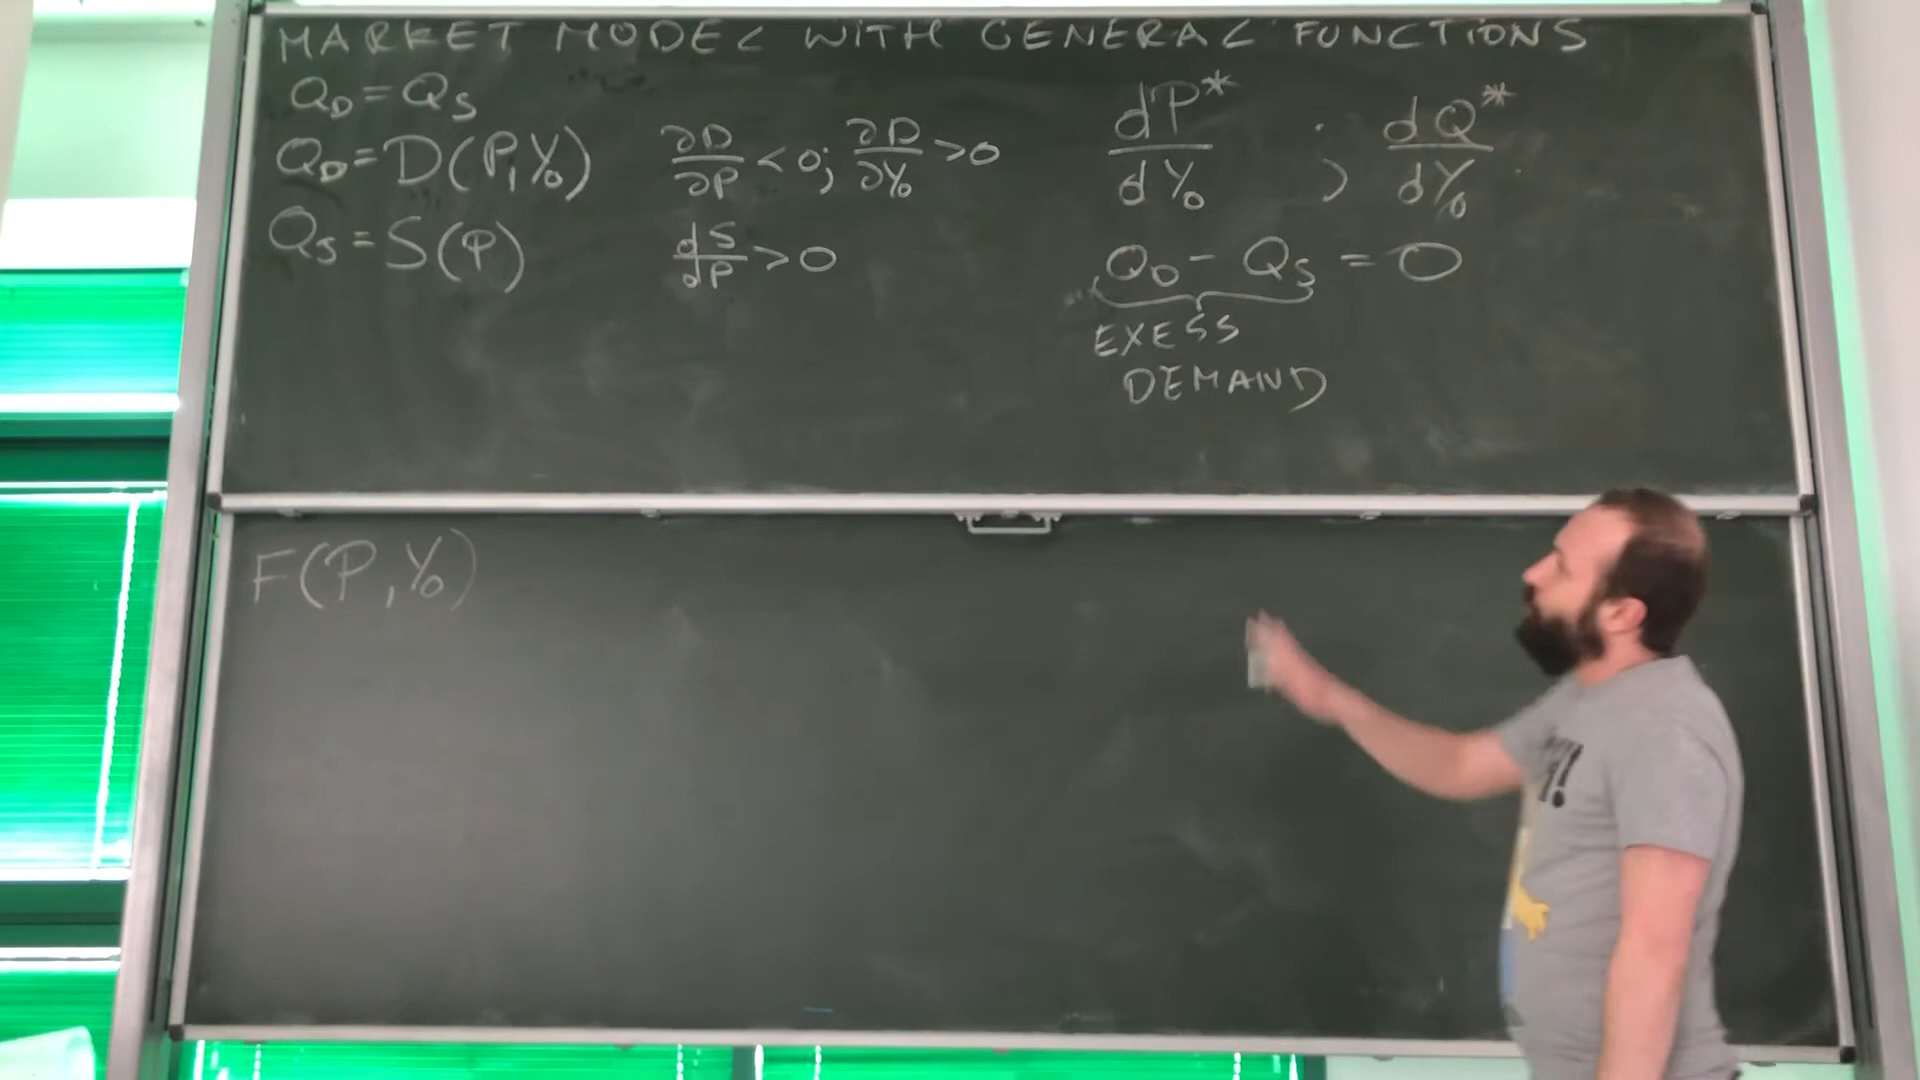 MARKET MODEL WITH GENERAL FUNCTIONS
Q_D = Q_S
Q_D = D(P, Y_0)
∂D/∂P < 0; ∂D/∂Y_0 > 0
Q_S = S(P)
dS/dP > 0
dP*/dY_0 ; dQ*/dY_0
Q_D - Q_S = 0
EXESS
DEMAND
F(P, Y_0)